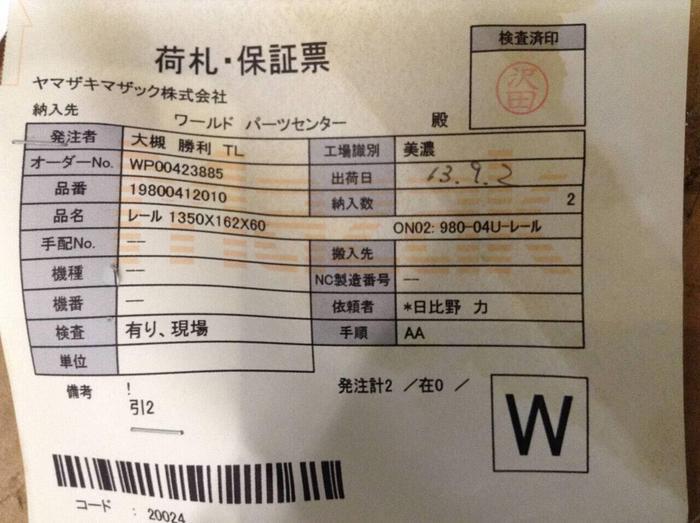 荷札・保証票
検査済印
沢田
ヤマザキマザック株式会社
納入先 ワールド パーツセンター 殿
発注者 大槻 勝利 TL 工場識別 美濃
オーダーNo. WP00423885 出荷日 13.9.2
品番 19800412010 納入数 2
品名 レール 1350X162X60 ON02: 980-04U-レール
手配No. -- 搬入先
機種 -- NC製造番号 --
機番 -- 依頼者 *日比野 力
検査 有り、現場 手順 AA
単位
備考 ! 発注計2 /在0 /
引2
W
コード : 20024